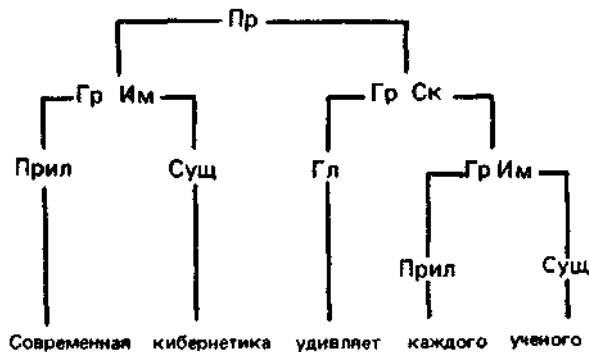 Пр
Гр Им Гр Ск
Прил Сущ Гл Гр Им
Прил Сущ
Современная кибернетика удивляет каждого ученого